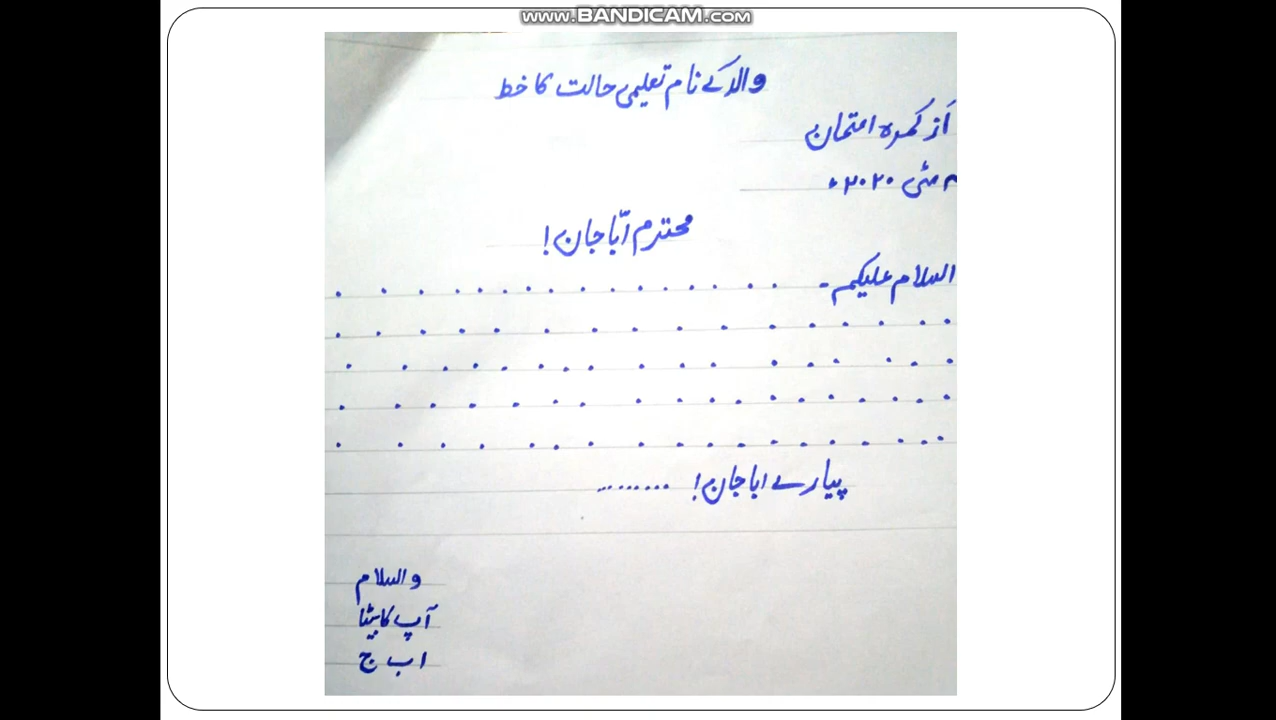 www.BANDICAM.com
والد کے نام تعلیمی حالت کا خط
از کمرہ امتحان
مئی ۲۰۲۰ء
محترم ابّا جان!
السلام علیکم۔ . . . . . . . . . . . . . . .
. . . . . . . . . . . . . . . . .
. . . . . . . . . . . . . . . . .
. . . . . . . . . . . . . . . . .
. . . . . . . . . . . . . . . . .
پیارے ابا جان! .........
والسلام
آپ کا بیٹا
ا ب ج